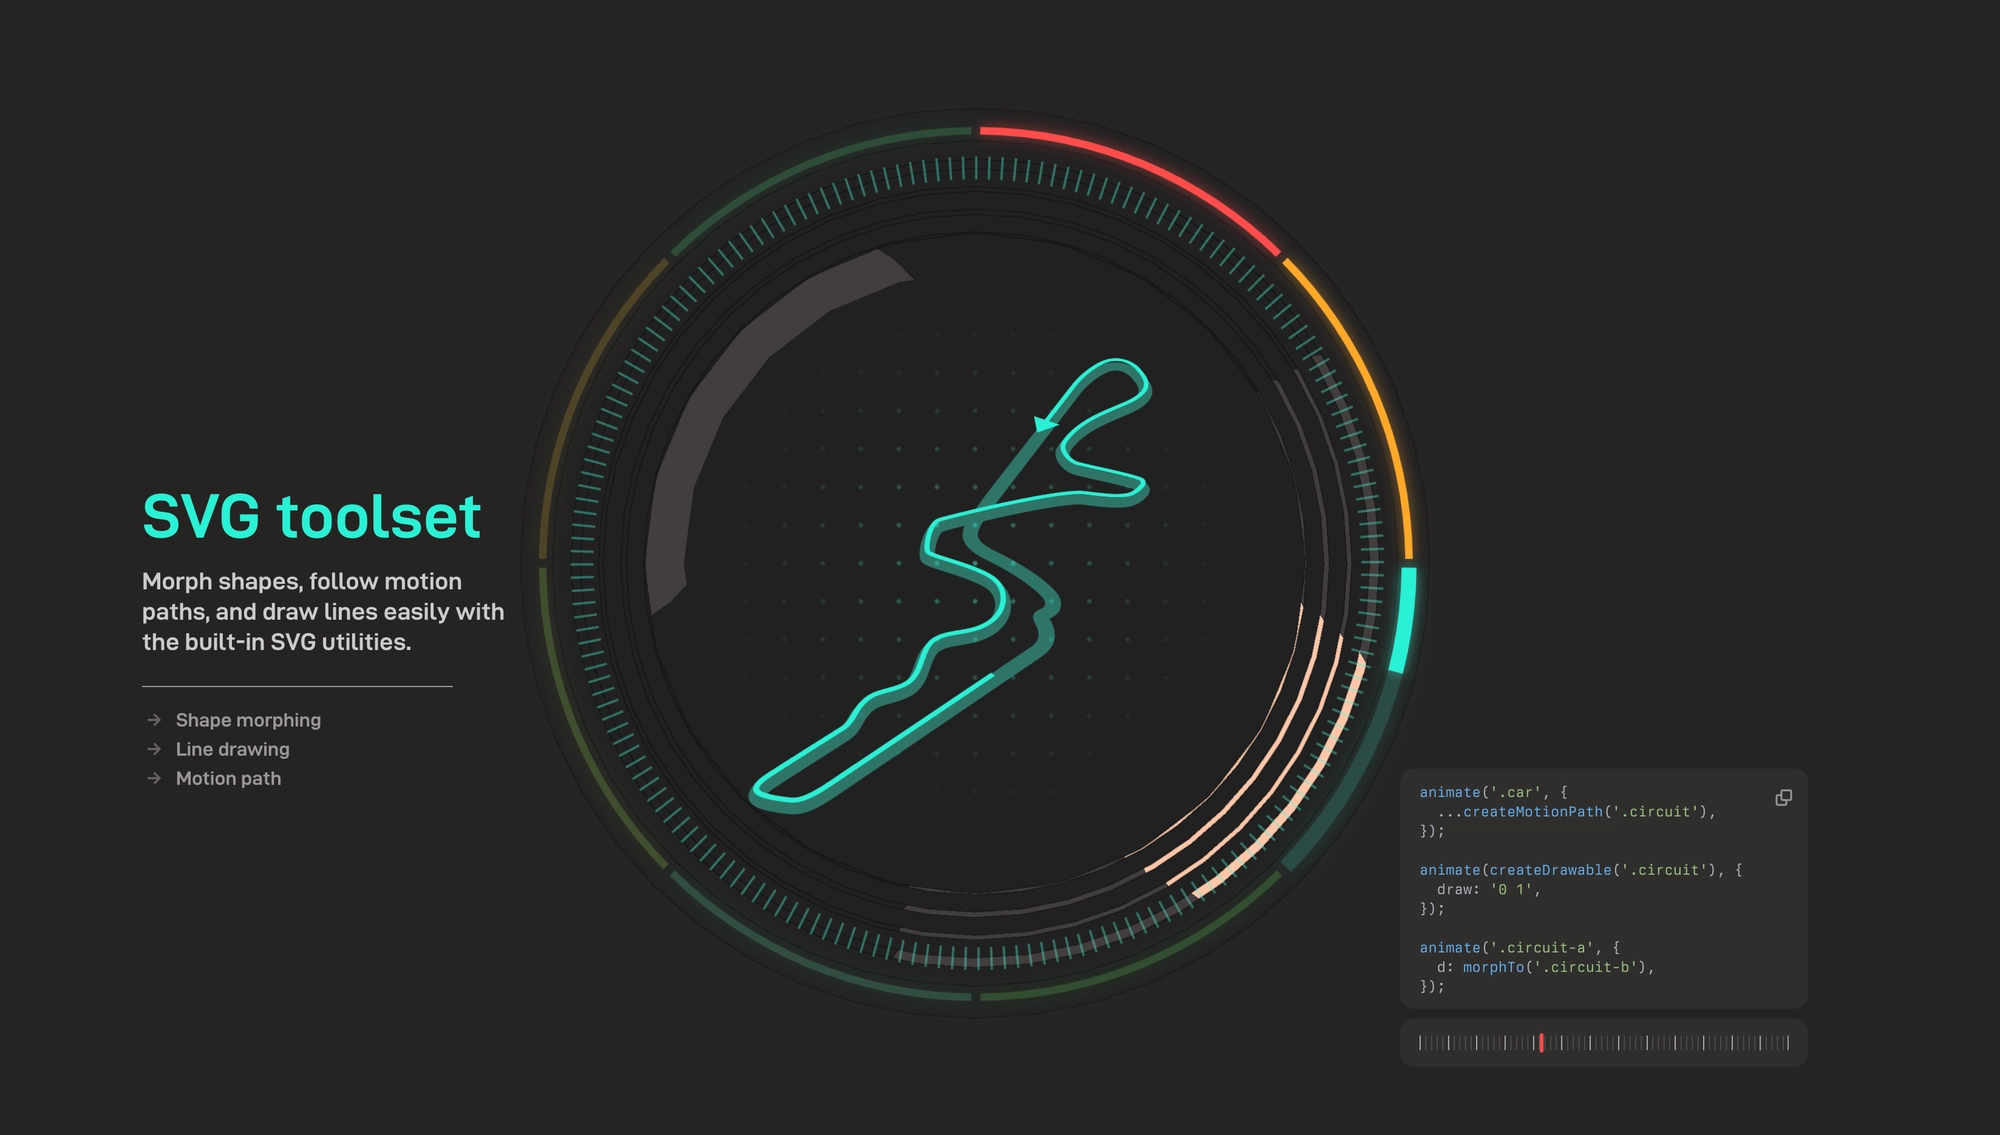 SVG toolset
Morph shapes, follow motion
paths, and draw lines easily with
the built-in SVG utilities.
→ Shape morphing
→ Line drawing
→ Motion path
animate('.car', {
  ...createMotionPath('.circuit'),
});

animate(createDrawable('.circuit'), {
  draw: '0 1',
});

animate('.circuit-a', {
  d: morphTo('.circuit-b'),
});